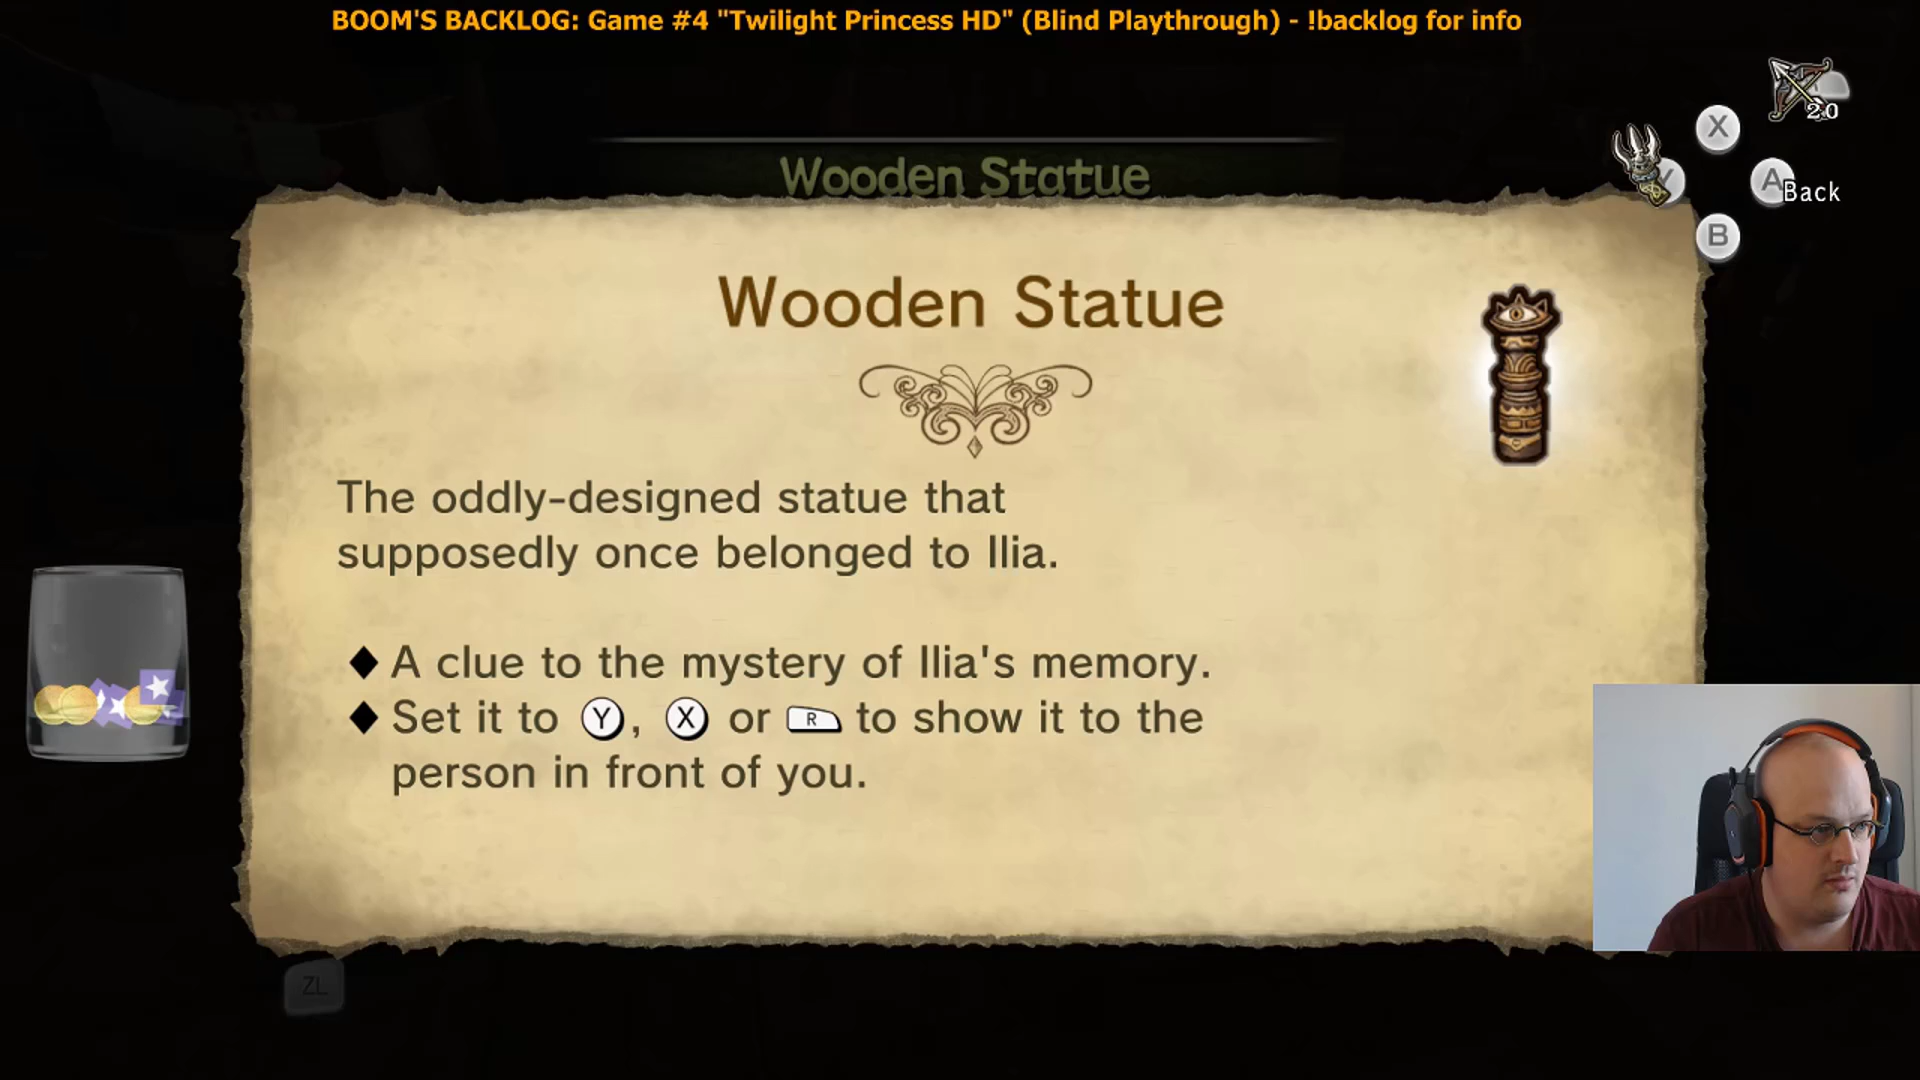 BOOM'S BACKLOG: Game #4 "Twilight Princess HD" (Blind Playthrough) - !backlog for info
20
X
Y
A
Back
B
Wooden Statue
Wooden Statue
The oddly-designed statue that
supposedly once belonged to Ilia.
◆ A clue to the mystery of Ilia's memory.
◆ Set it to Y, X or R to show it to the
person in front of you.
ZL